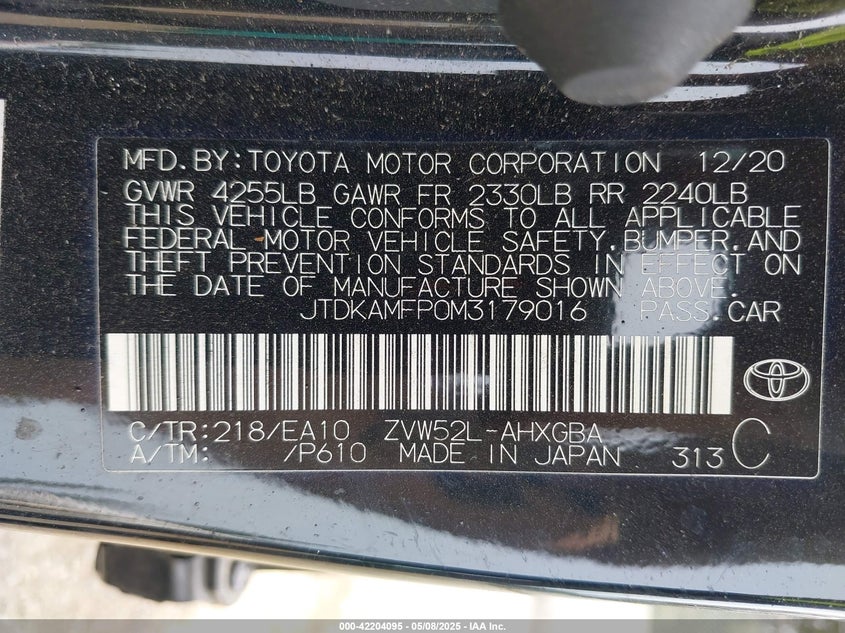 MFD.BY:TOYOTA MOTOR CORPORATION 12/20
GVWR 4255LB GAWR FR 2330LB RR 2240LB
THIS VEHICLE CONFORMS TO ALL APPLICABLE
FEDERAL MOTOR VEHICLE SAFETY,BUMPER,AND
THEFT PREVENTION STANDARDS IN EFFECT ON
THE DATE OF MANUFACTURE SHOWN ABOVE.
JTDKAMFP0M3179016 PASS.CAR
C/TR:218/EA10 ZVW52L-AHXGBA
A/TM: /P610 MADE IN JAPAN 313 C
000-42204095 - 05/08/2025 - IAA Inc.